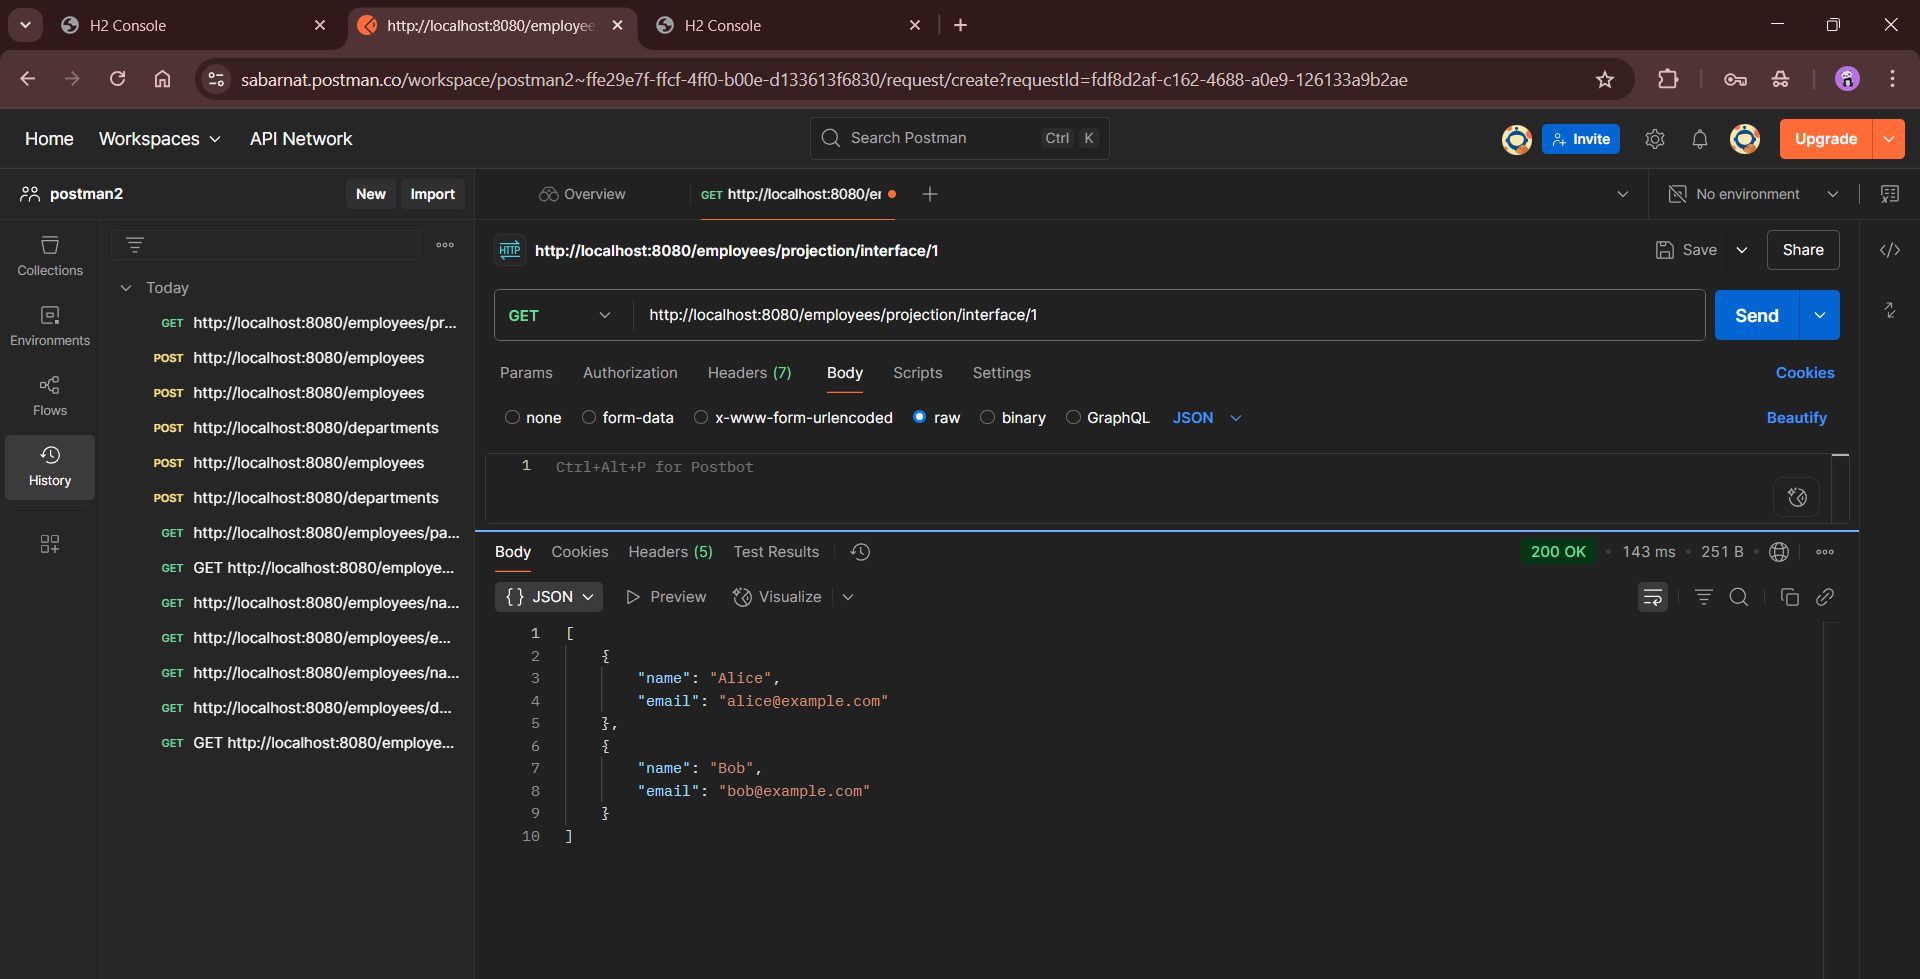 H2 Console
http://localhost:8080/employee
H2 Console
sabarnat.postman.co/workspace/postman2~ffe29e7f-ffcf-4ff0-b00e-d133613f6830/request/create?requestId=fdf8d2af-c162-4688-a0e9-126133a9b2ae
Home Workspaces API Network
Search Postman Ctrl K
Invite
Upgrade
postman2
New Import
Overview
GET http://localhost:8080/er
No environment
Collections
Environments
Flows
History
Today
GET http://localhost:8080/employees/pr...
POST http://localhost:8080/employees
POST http://localhost:8080/employees
POST http://localhost:8080/departments
POST http://localhost:8080/employees
POST http://localhost:8080/departments
GET http://localhost:8080/employees/pa...
GET GET http://localhost:8080/employe...
GET http://localhost:8080/employees/na...
GET http://localhost:8080/employees/e...
GET http://localhost:8080/employees/na...
GET http://localhost:8080/employees/d...
GET GET http://localhost:8080/employe...
HTTP http://localhost:8080/employees/projection/interface/1
Save
Share
GET http://localhost:8080/employees/projection/interface/1
Send
Params Authorization Headers (7) Body Scripts Settings
Cookies
none form-data x-www-form-urlencoded raw binary GraphQL JSON
Beautify
1 Ctrl+Alt+P for Postbot
Body Cookies Headers (5) Test Results
200 OK • 143 ms • 251 B
{} JSON Preview Visualize
1 [
2 {
3 "name": "Alice",
4 "email": "alice@example.com"
5 },
6 {
7 "name": "Bob",
8 "email": "bob@example.com"
9 }
10 ]